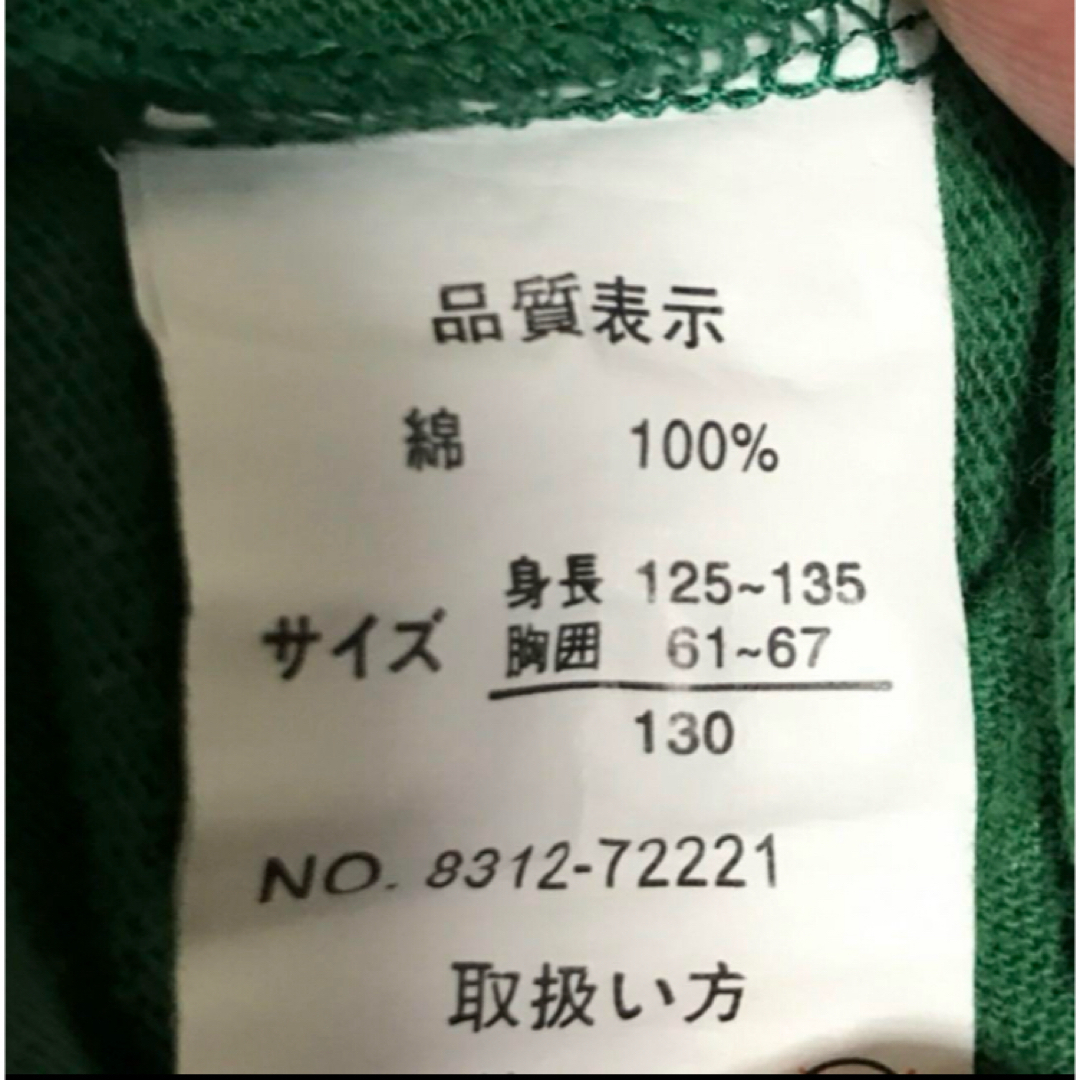 品質表示
綿 100%
身長 125~135
サイズ 胸囲 61~67
130
NO. 8312-72221
取扱い方